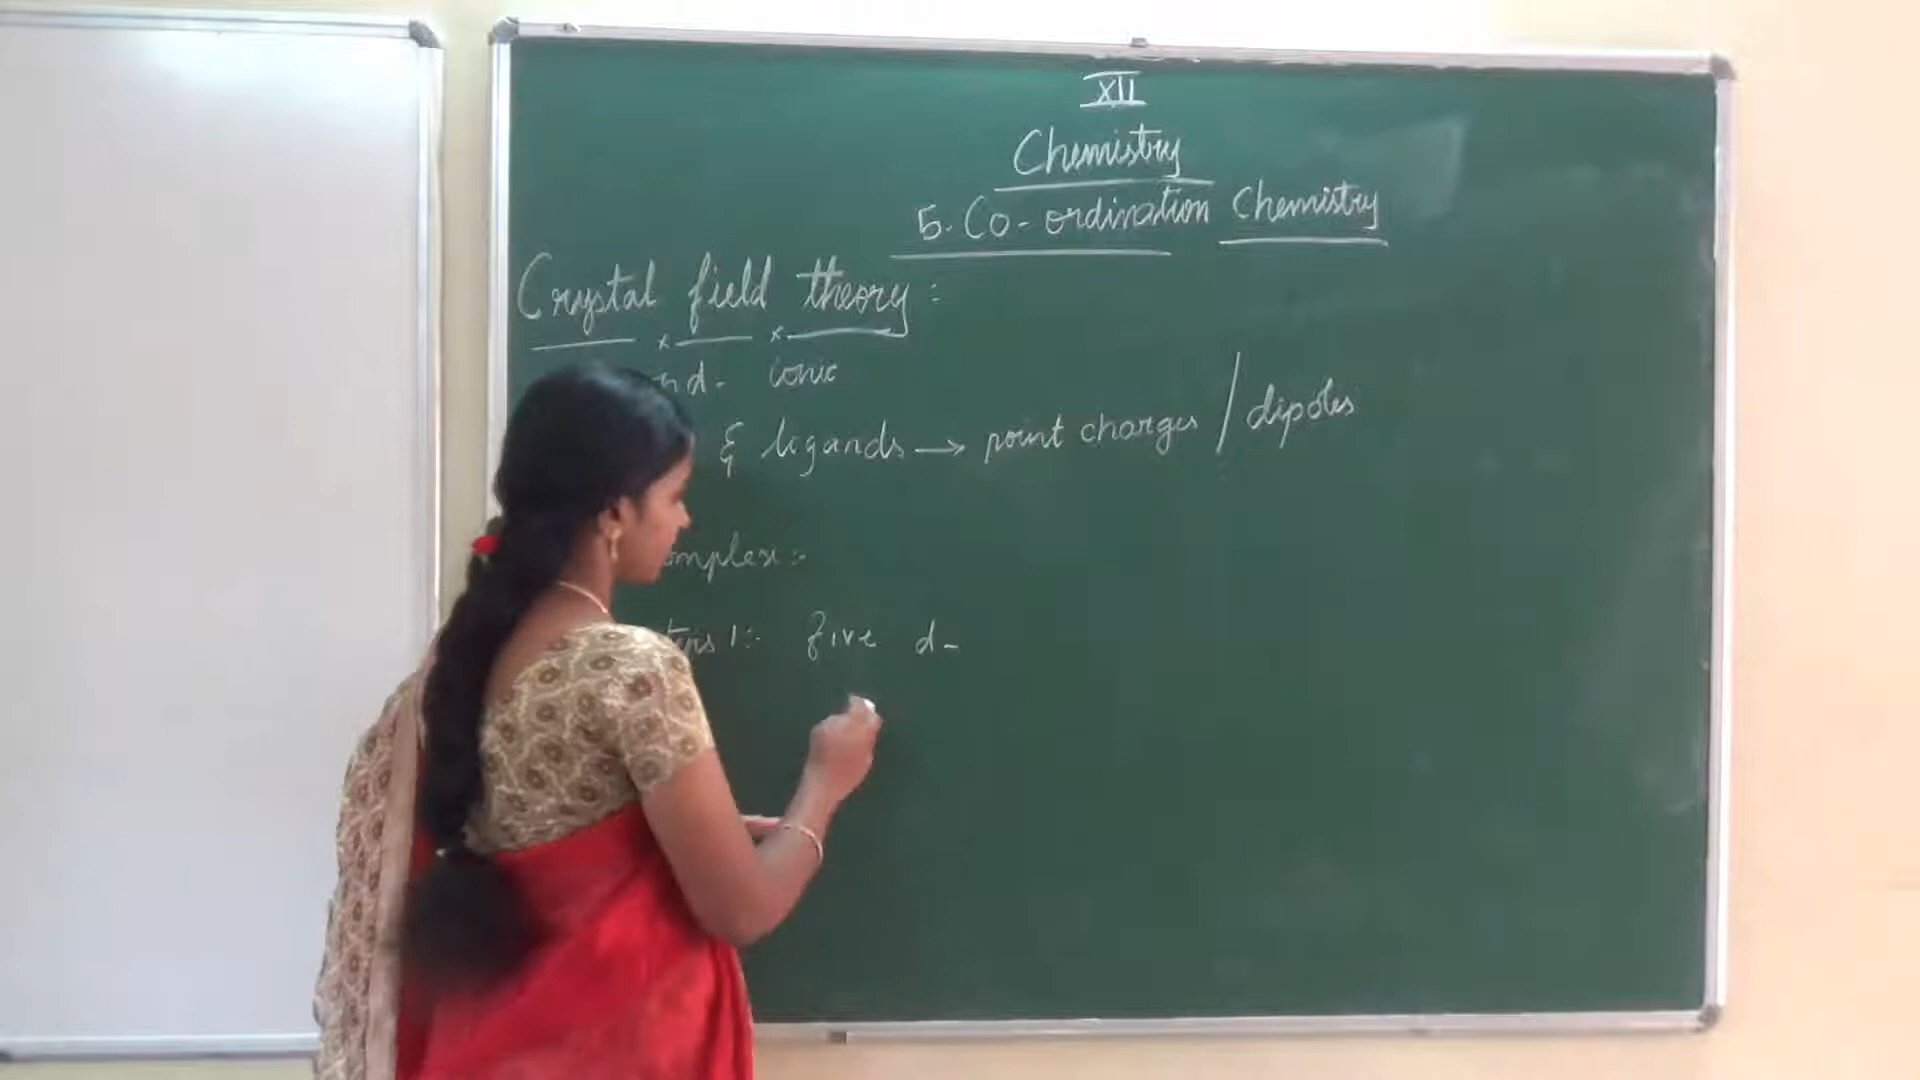 XII
Chemistry
5. Co-ordination Chemistry
Crystal field theory:
ionic
& ligands → point charges / dipoles
five d-